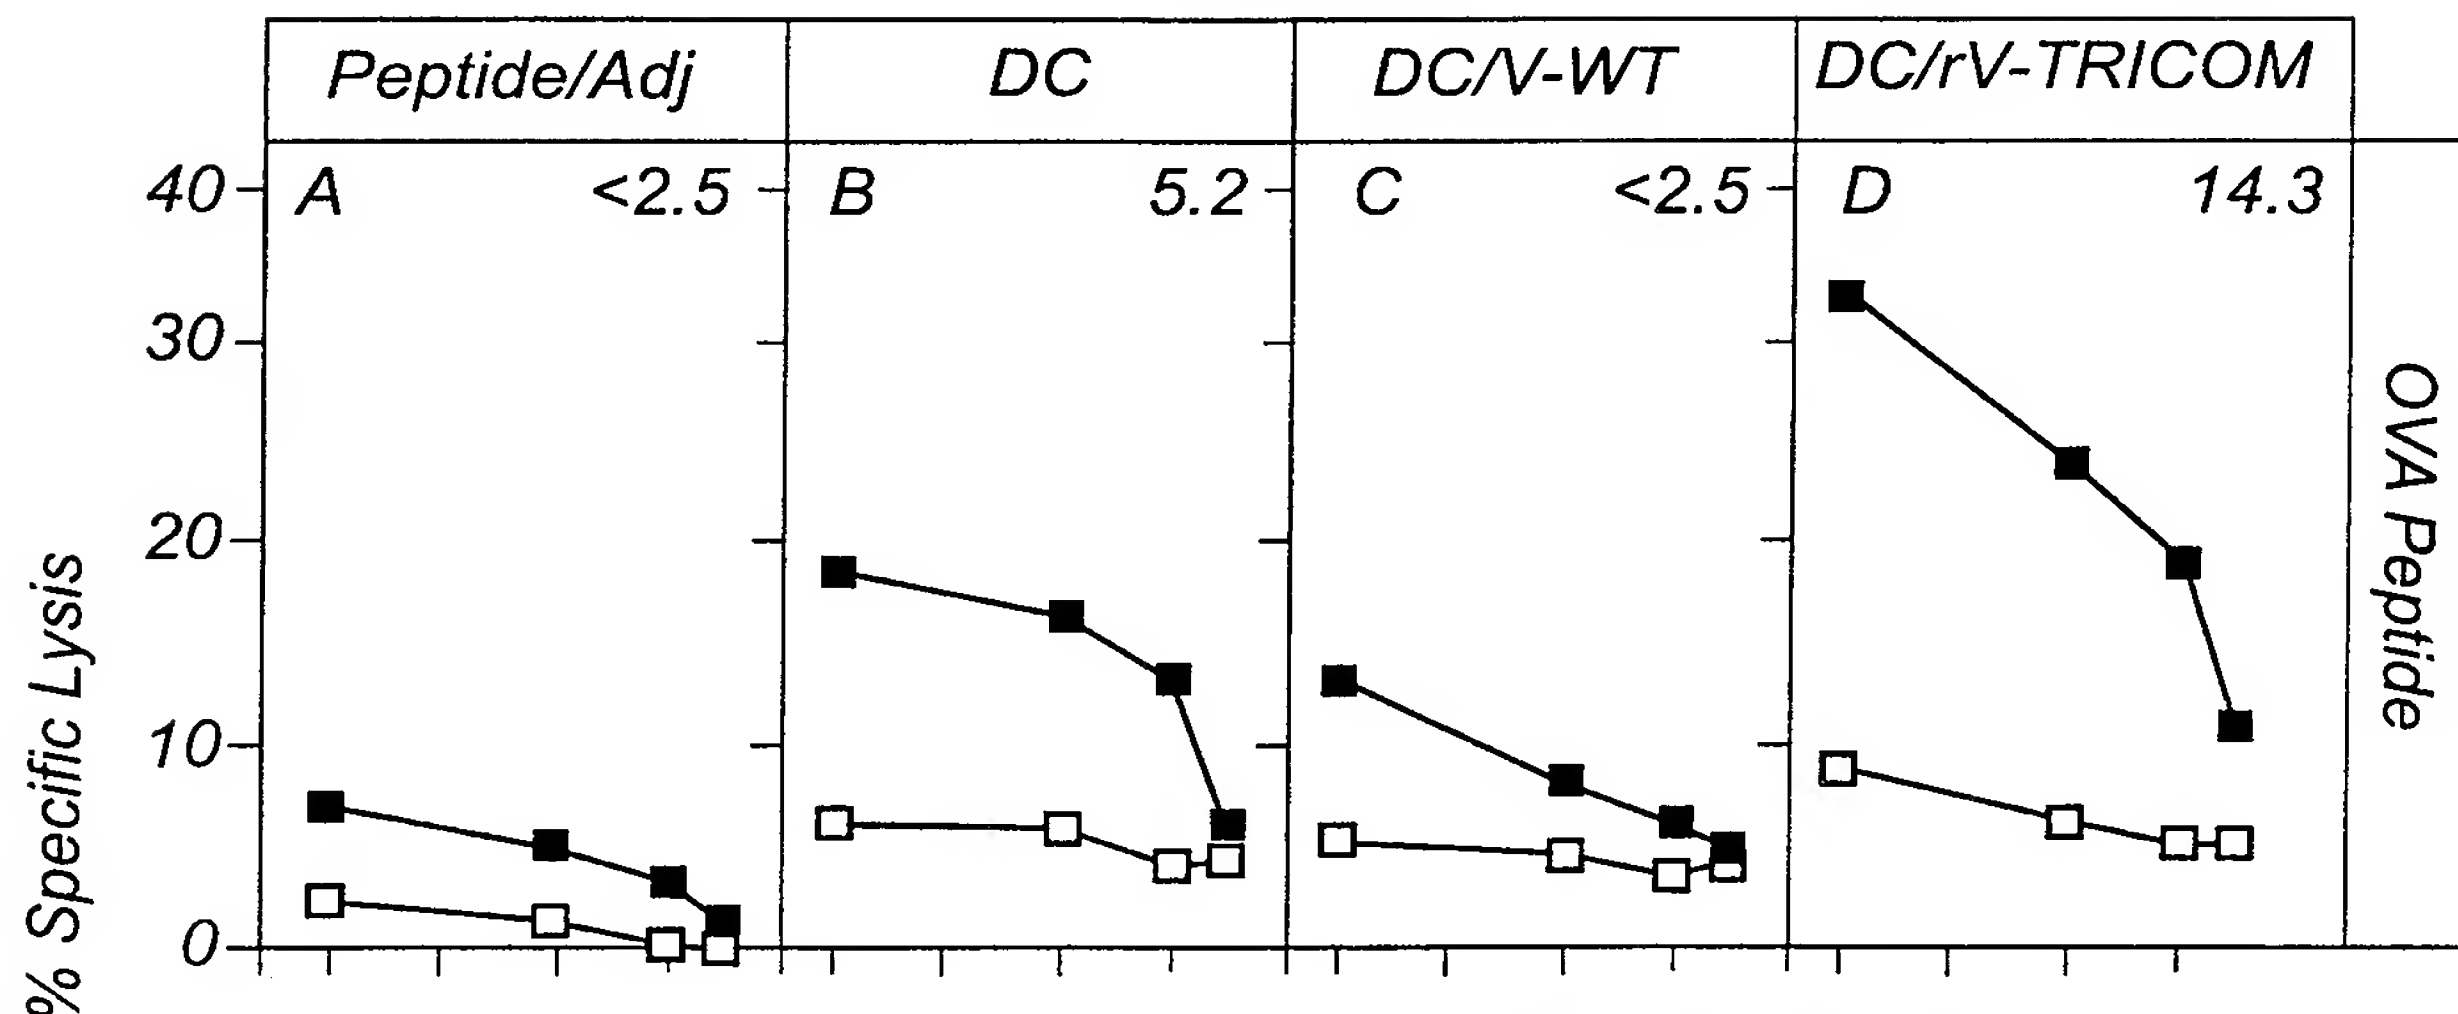 Peptide/Adj DC DC/V-WT DC/rV-TRICOM
40 A <2.5 B 5.2 C <2.5 D 14.3
30
20
10
0
% Specific Lysis
OVA Peptide